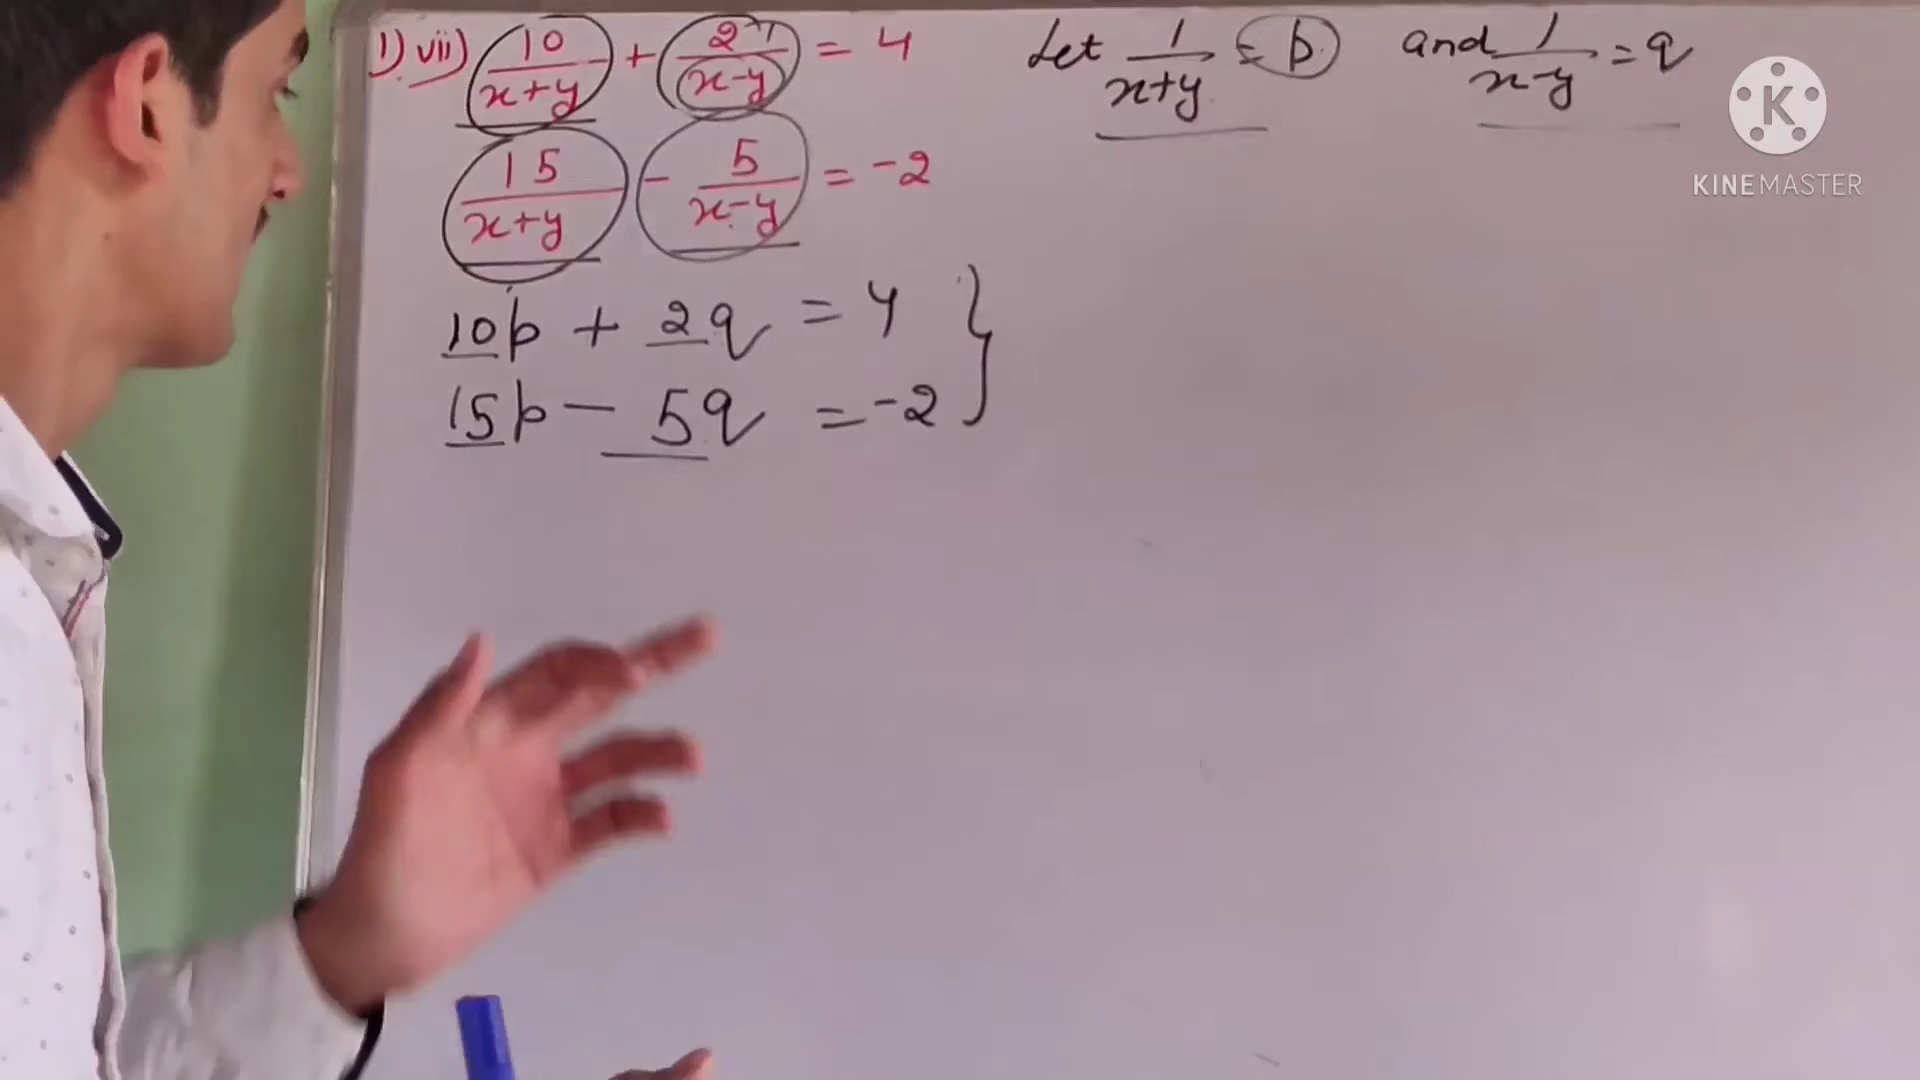 1) vii) 10/(x+y) + 2/(x-y) = 4 Let 1/(x+y) = p and 1/(x-y) = q
15/(x+y) - 5/(x-y) = -2
10p + 2q = 4 }
15p - 5q = -2
K
KINEMASTER